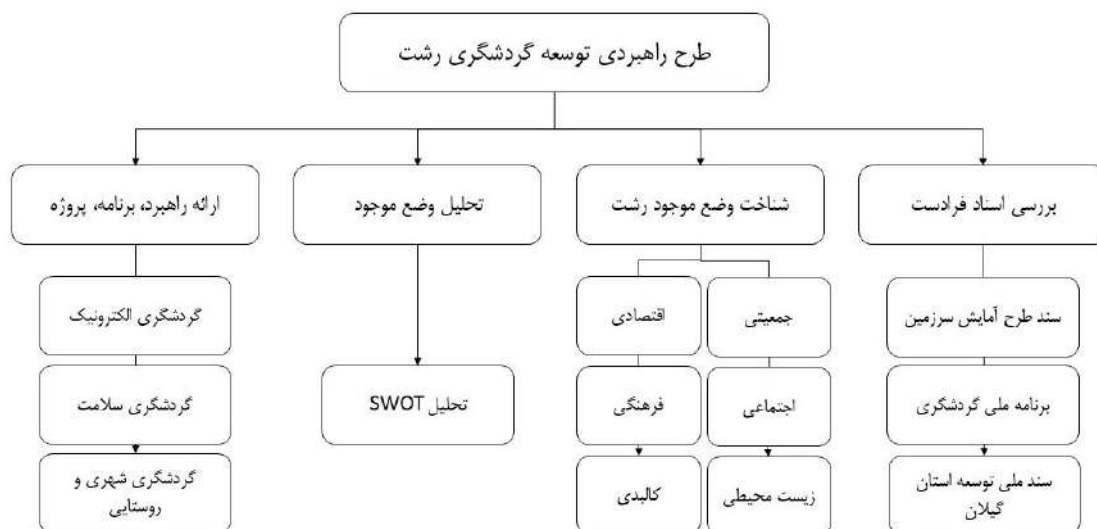 طرح راهبردی توسعه گردشگری رشت
بررسی اسناد فرادست
شناخت وضع موجود رشت
تحلیل وضع موجود
ارائه راهبرد، برنامه، پروژه
سند طرح آمایش سرزمین
جمعیتی
اقتصادی
گردشگری الکترونیک
برنامه ملی گردشگری
اجتماعی
فرهنگی
تحلیل SWOT
گردشگری سلامت
سند ملی توسعه استان
گیلان
زیست محیطی
کالبدی
گردشگری شهری و
روستایی